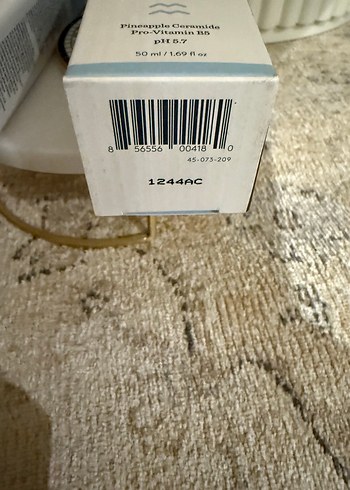 Pineapple Ceramide
Pro-Vitamin B5
pH 5.7
50 ml / 1.69 fl oz
8 56556 00418 0
45-073-209
1244AC